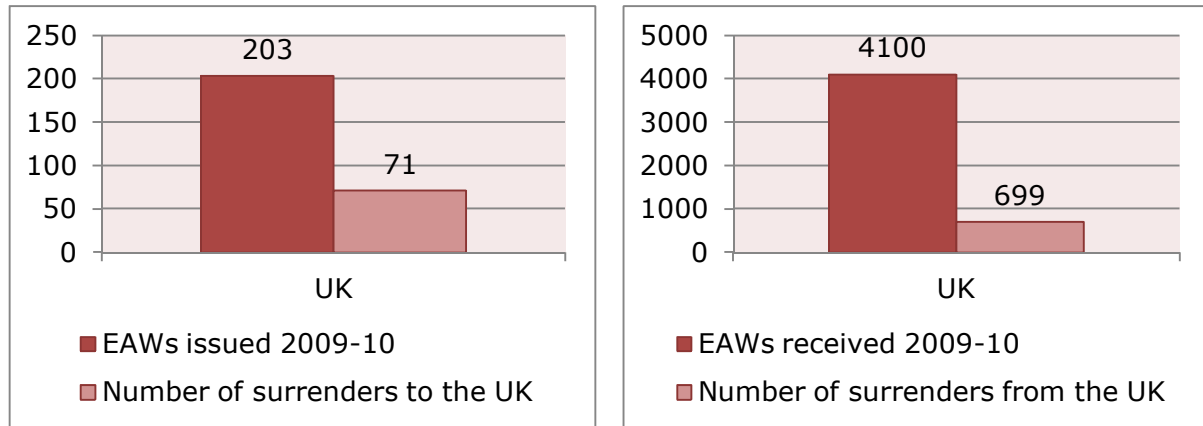 250
203
200
150
100
71
50
0
UK
EAWs issued 2009-10
Number of surrenders to the UK
5000
4100
4000
3000
2000
1000
699
0
UK
EAWs received 2009-10
Number of surrenders from the UK